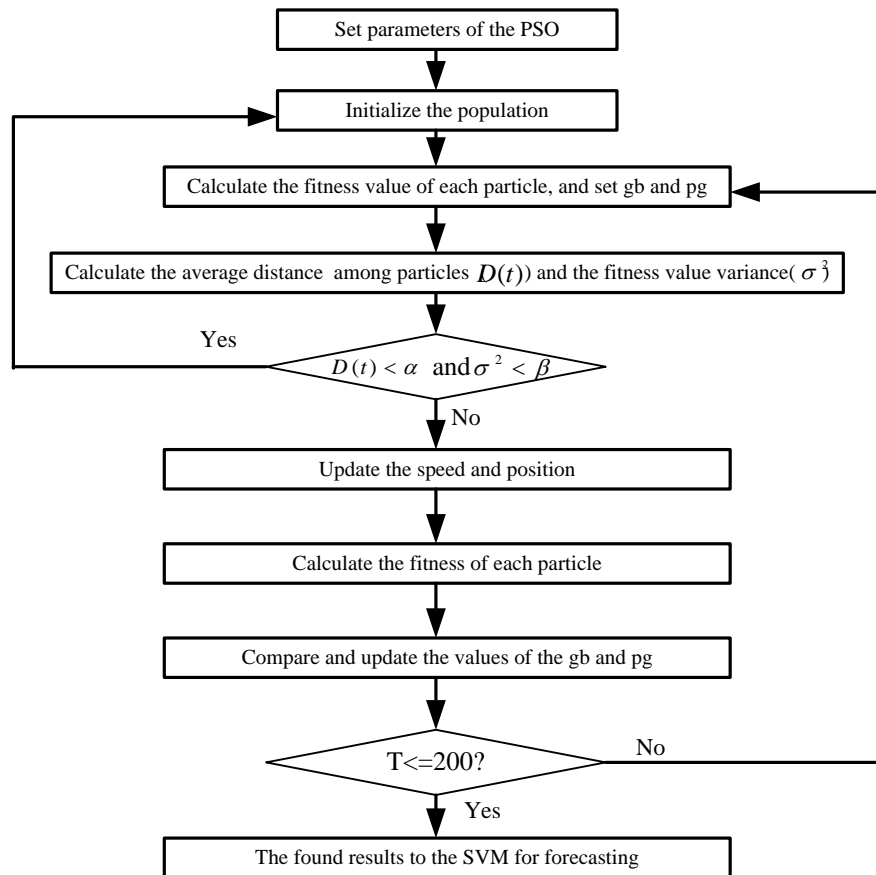 Set parameters of the PSO
Initialize the population
Calculate the fitness value of each particle, and set gb and pg
Calculate the average distance among particles D(t)) and the fitness value variance( σ²)
Yes
D(t) < α and σ² < β
No
Update the speed and position
Calculate the fitness of each particle
Compare and update the values of the gb and pg
T<=200?
No
Yes
The found results to the SVM for forecasting